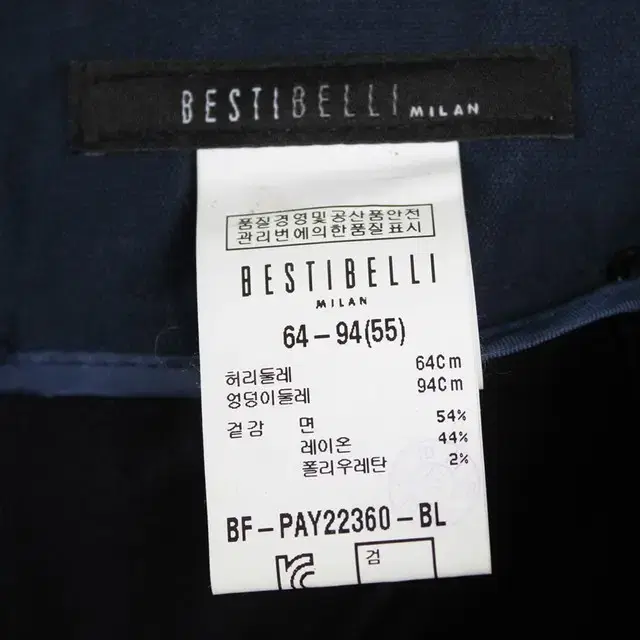 BESTIBELLI MILAN
품질경영및공산품안전
관리법에의한품질표시
BESTIBELLI
MILAN
64-94(55)
허리둘레 64Cm
엉덩이둘레 94Cm
겉감 면 54%
레이온 44%
폴리우레탄 2%
BF-PAY22360-BL
검